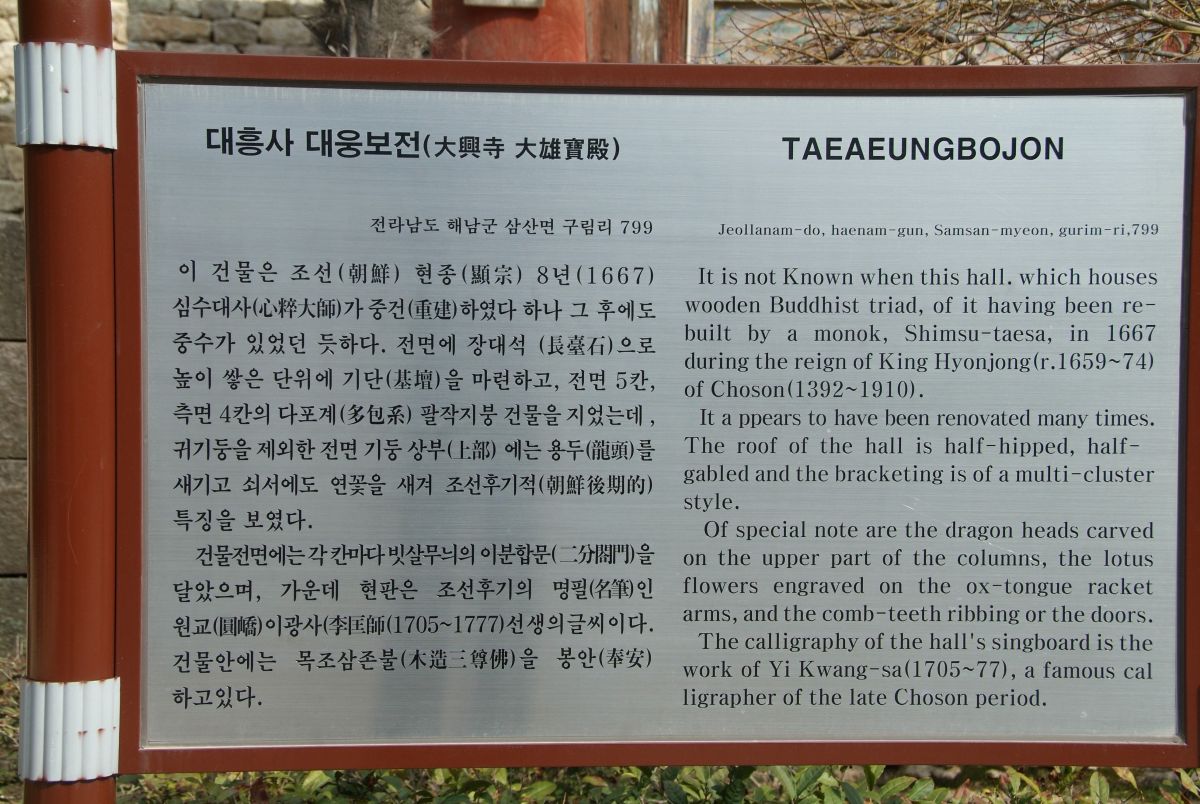 대흥사 대웅보전(大興寺 大雄寶殿)
전라남도 해남군 삼산면 구림리 799
이 건물은 조선(朝鮮) 현종(顯宗) 8년(1667)
심수대사(心粹大師)가 중건(重建)하였다 하나 그 후에도
중수가 있었던 듯하다. 전면에 장대석 (長臺石)으로
높이 쌓은 단위에 기단(基壇)을 마련하고, 전면 5칸,
측면 4칸의 다포계(多包系) 팔작지붕 건물을 지었는데,
귀기둥을 제외한 전면 기둥 상부(上部) 에는 용두(龍頭)를
새기고 쇠서에도 연꽃을 새겨 조선후기적(朝鮮後期的)
특징을 보였다.
건물전면에는 각 칸마다 빗살무늬의 이분합문(二分閤門)을
달았으며, 가운데 현판은 조선후기의 명필(名筆)인
원교(圓嶠)이광사(李匡師(1705~1777)선생의글씨이다.
건물안에는 목조삼존불(木造三尊佛)을 봉안(奉安)
하고있다.
TAEAEUNGBOJON
Jeollanam-do, haenam-gun, Samsan-myeon, gurim-ri,799
It is not Known when this hall. which houses
wooden Buddhist triad, of it having been re-
built by a monok, Shimsu-taesa, in 1667
during the reign of King Hyonjong(r.1659~74)
of Choson(1392~1910).
It a ppears to have been renovated many times.
The roof of the hall is half-hipped, half-
gabled and the bracketing is of a multi-cluster
style.
Of special note are the dragon heads carved
on the upper part of the columns, the lotus
flowers engraved on the ox-tongue racket
arms, and the comb-teeth ribbing or the doors.
The calligraphy of the hall's singboard is the
work of Yi Kwang-sa(1705~77), a famous cal
ligrapher of the late Choson period.